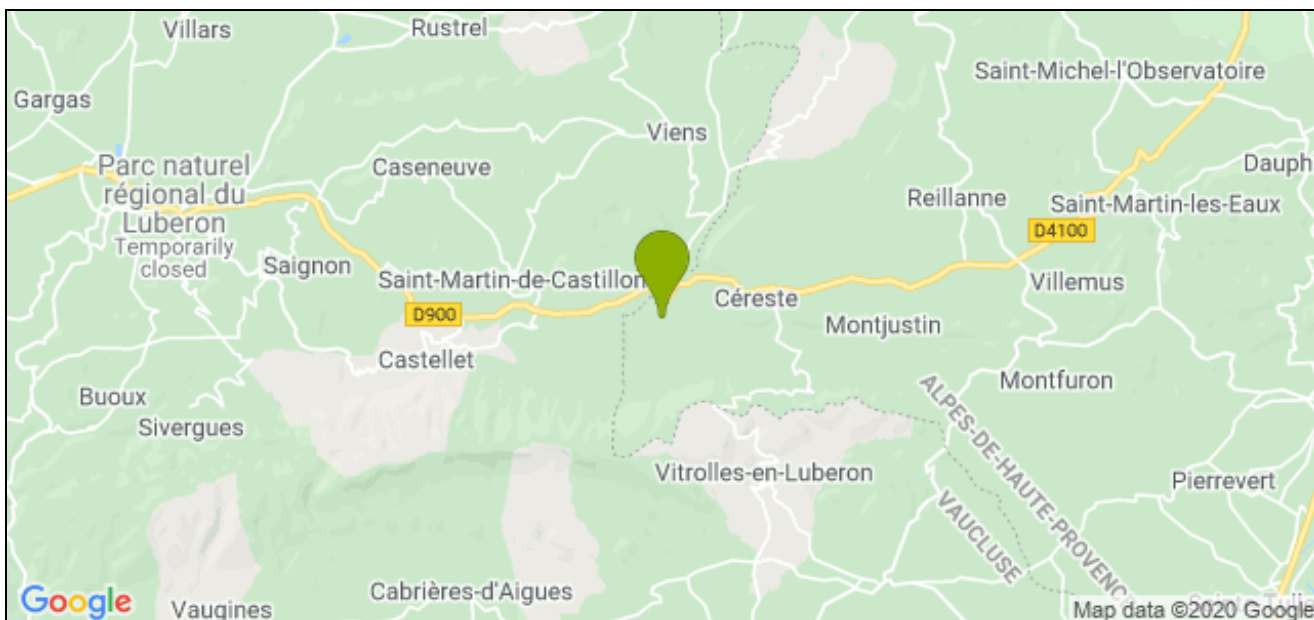 Villars
Rustrel
Saint-Michel-l'Observatoire
Gargas
Viens
Parc naturel
régional du
Luberon
Temporarily
closed
Caseneuve
Dauph
Reillanne
Saint-Martin-les-Eaux
D4100
Saignon
Saint-Martin-de-Castillon
Villemus
Céreste
D900
Montjustin
Castellet
Montfuron
Buoux
Sivergues
ALPES-DE-HAUTE-PROVENC
VAUCLUSE
Vitrolles-en-Luberon
Pierrevert
Cabrières-d'Aigues
Vaugines
Google
Map data ©2020 Google